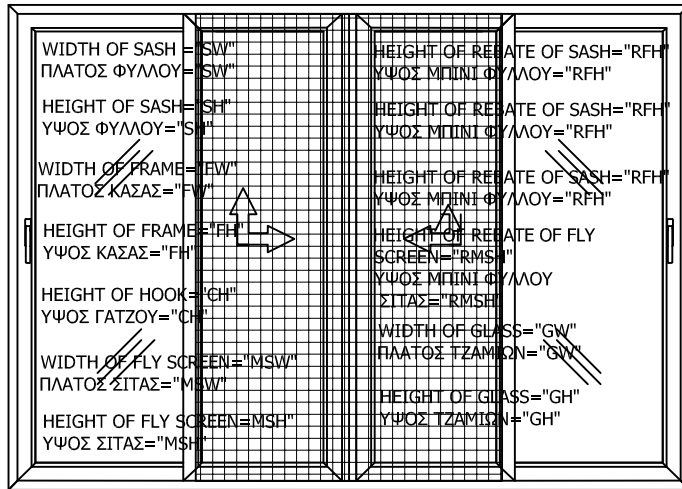 WIDTH OF SASH ="SW"
ΠΛΑΤΟΣ ΦΥΛΛΟΥ="SW"
HEIGHT OF SASH="SH"
ΥΨΟΣ ΦΥΛΛΟΥ="SH"
WIDTH OF FRAME="FW"
ΠΛΑΤΟΣ ΚΑΣΑΣ="FW"
HEIGHT OF FRAME="FH"
ΥΨΟΣ ΚΑΣΑΣ="FH"
HEIGHT OF HOOK="CH"
ΥΨΟΣ ΓΑΤΖΟΥ="CH"
WIDTH OF FLY SCREEN="MSW"
ΠΛΑΤΟΣ ΣΙΤΑΣ="MSW"
HEIGHT OF FLY SCREEN=MSH"
ΥΨΟΣ ΣΙΤΑΣ="MSH"
HEIGHT OF REBATE OF SASH="RFH"
ΥΨΟΣ ΜΠΙΝΙ ΦΥΛΛΟΥ="RFH"
HEIGHT OF REBATE OF SASH="RFH"
ΥΨΟΣ ΜΠΙΝΙ ΦΥΛΛΟΥ="RFH"
HEIGHT OF REBATE OF SASH="RFH"
ΥΨΟΣ ΜΠΙΝΙ ΦΥΛΛΟΥ="RFH"
HEIGHT OF REBATE OF FLY
SCREEN="RMSH"
ΥΨΟΣ ΜΠΙΝΙ ΦΥΛΛΟΥ
ΣΙΤΑΣ="RMSH"
WIDTH OF GLASS="GW"
ΠΛΑΤΟΣ ΤΖΑΜΙΩΝ="GW"
HEIGHT OF GLASS="GH"
ΥΨΟΣ ΤΖΑΜΙΩΝ="GH"